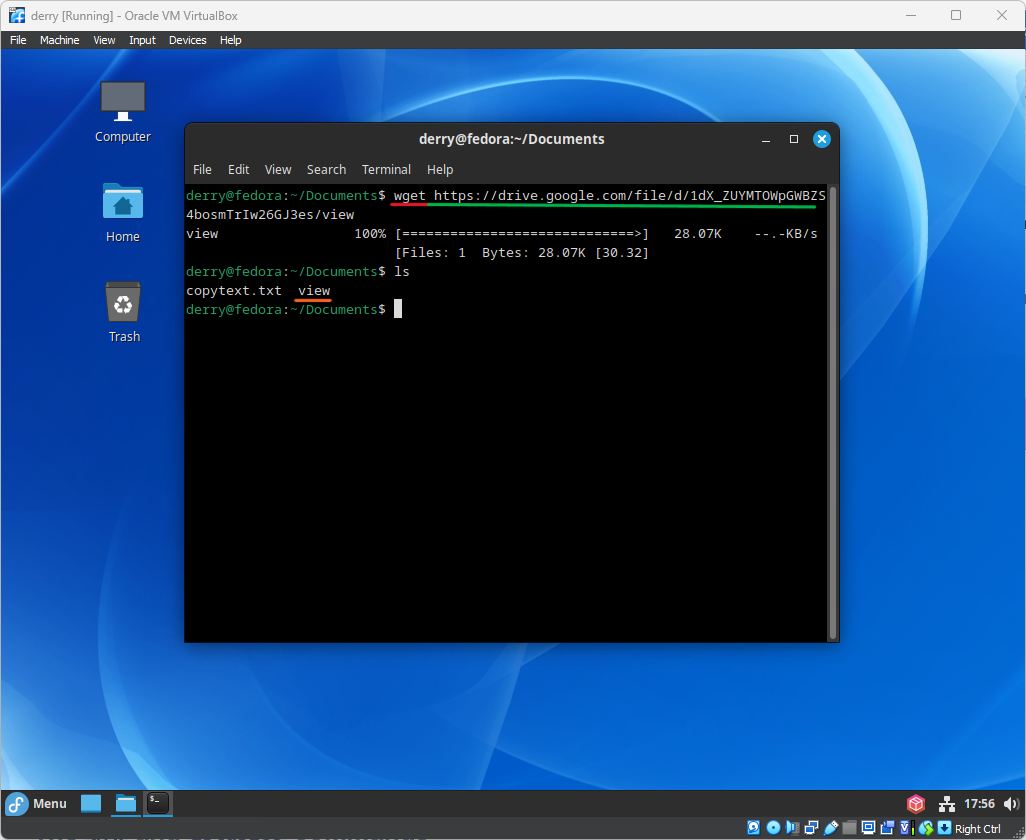 derry [Running] - Oracle VM VirtualBox
File Machine View Input Devices Help
Computer
Home
Trash
derry@fedora:~/Documents
File Edit View Search Terminal Help
derry@fedora:~/Documents$ wget https://drive.google.com/file/d/1dX_ZUYMTOWpGWBZS
4bosmTrIw26GJ3es/view
view 100% [=============================>] 28.07K --.-KB/s
[Files: 1 Bytes: 28.07K [30.32]
derry@fedora:~/Documents$ ls
copytext.txt view
derry@fedora:~/Documents$
Menu
17:56
Right Ctrl